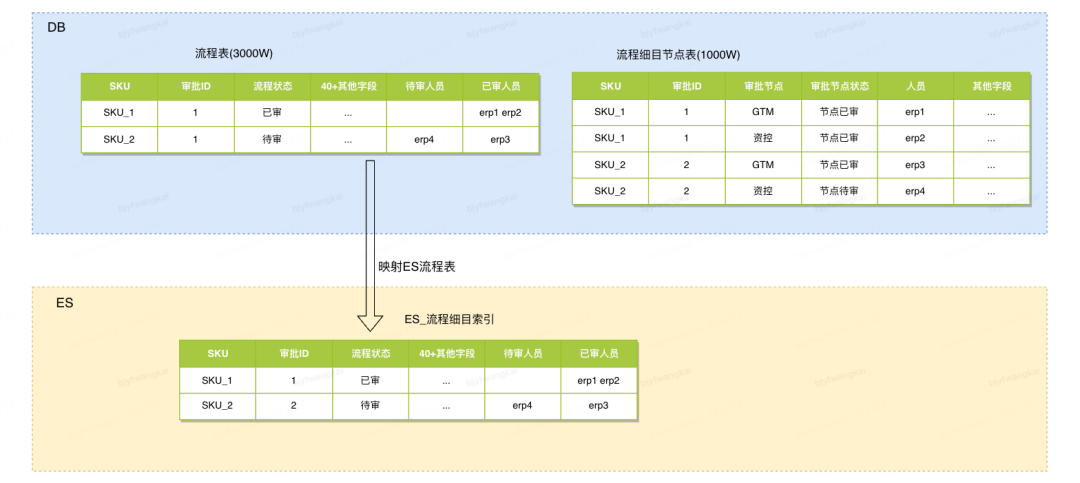 DB
流程表(3000W)
SKU 审批ID 流程状态 40+其他字段 待审人员 已审人员
SKU_1 1 已审 ... erp1 erp2
SKU_2 1 待审 ... erp4 erp3
流程细目节点表(1000W)
SKU 审批ID 审批节点 审批节点状态 人员 其他字段
SKU_1 1 GTM 节点已审 erp1 ...
SKU_1 1 资控 节点已审 erp2 ...
SKU_2 2 GTM 节点已审 erp3 ...
SKU_2 2 资控 节点待审 erp4 ...
映射ES流程表
ES
ES_流程细目索引
SKU 审批ID 流程状态 40+其他字段 待审人员 已审人员
SKU_1 1 已审 ... erp1 erp2
SKU_2 2 待审 ... erp4 erp3